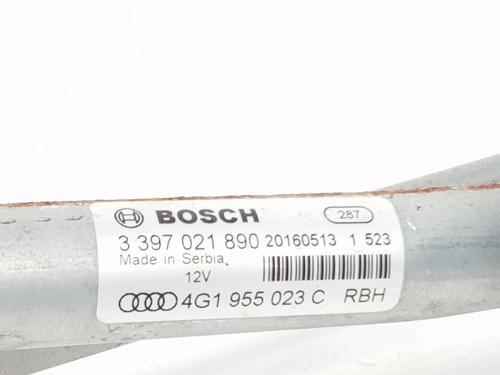 BOSCH 287
3 397 021 890 20160513 1 523
Made in Serbia
12V
4G1 955 023 C RBH